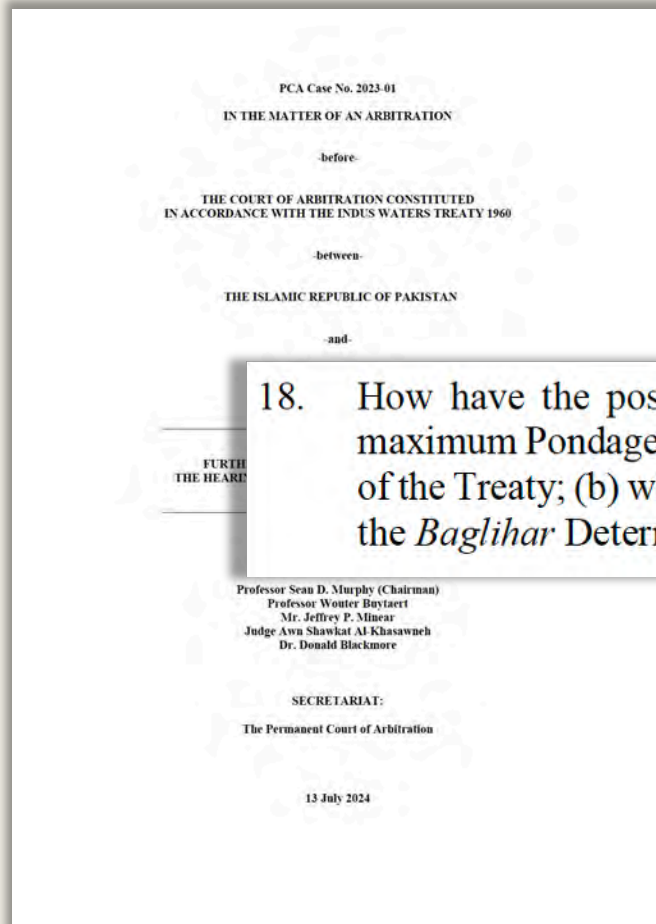 PCA Case No. 2023-01
IN THE MATTER OF AN ARBITRATION
-before-
THE COURT OF ARBITRATION CONSTITUTED
IN ACCORDANCE WITH THE INDUS WATERS TREATY 1960
-between-
THE ISLAMIC REPUBLIC OF PAKISTAN
-and-
18. How have the pos
maximum Pondage
of the Treaty; (b) w
the Baglihar Deter
FURTH
THE HEARI
Professor Sean D. Murphy (Chairman)
Professor Wouter Buytaert
Mr. Jeffrey P. Minear
Judge Awn Shawkat Al-Khasawneh
Dr. Donald Blackmore
SECRETARIAT:
The Permanent Court of Arbitration
13 July 2024